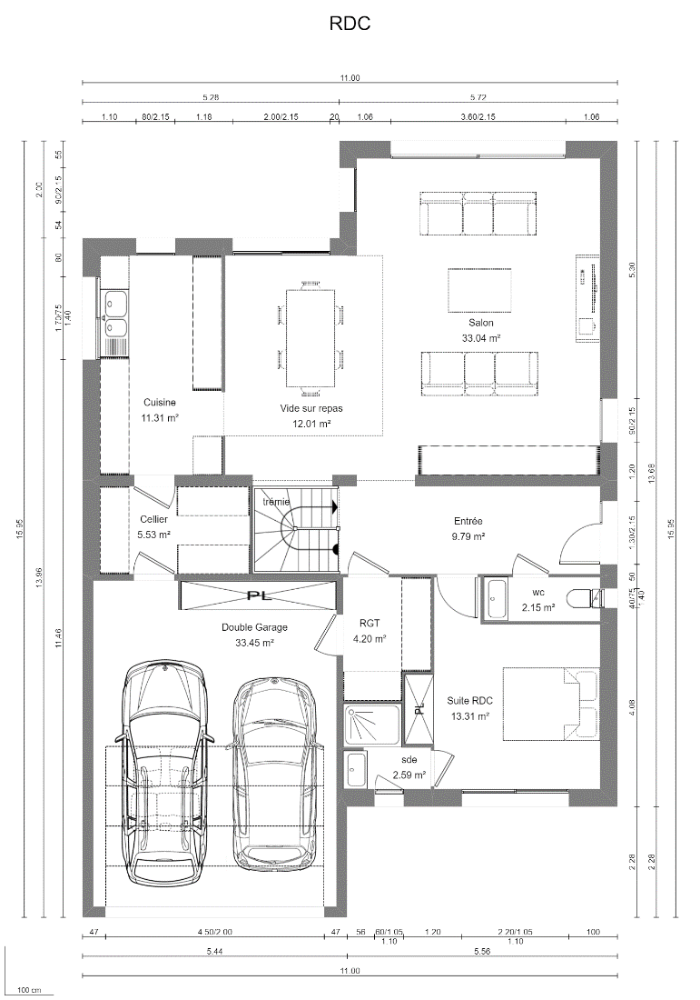 RDC
11.00
5.28
5.72
1.10
80/2.15
1.18
2.00/2.15
20
1.06
3.60/2.15
1.06
55
90/2.15
54
2.00
80
1.70/75
1.40
5.30
Salon
33.04 m²
Cuisine
11.31 m²
Vide sur repas
12.01 m²
90/2.15
1.20
13.68
trémie
Cellier
5.53 m²
Entrée
9.79 m²
1.30/2.15
15.95
15.95
13.96
11.46
50
40/75
1.40
wc
2.15 m²
PL
Double Garage
33.45 m²
RGT
4.20 m²
PL
Suite RDC
13.31 m²
4.08
sde
2.59 m²
2.28
2.28
47
4.50/2.00
47
56
60/1.05
1.10
1.20
2.20/1.05
1.10
100
5.44
5.56
11.00
100 cm